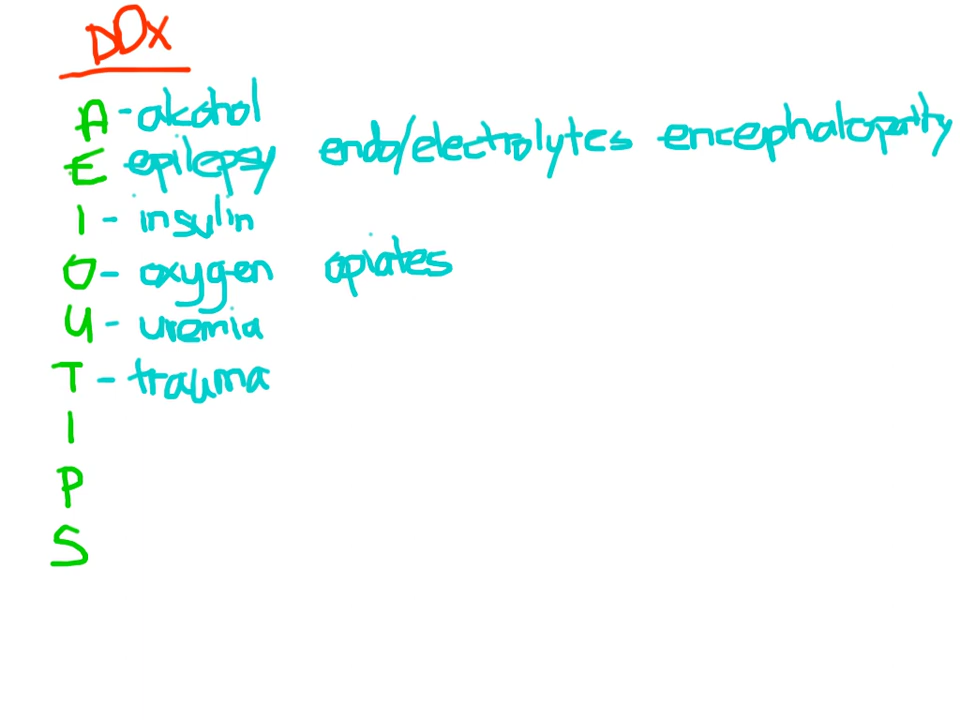 DDx
A - alcohol
E epilepsy endo/electrolytes encephalopathy
I - insulin
O - oxygen opiates
U - uremia
T - trauma
I
P
S